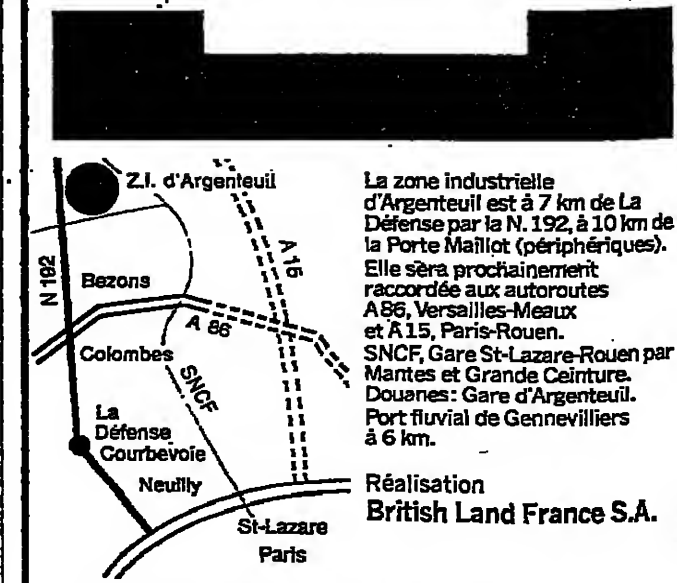 Z.I. d'Argenteuil
A 15
N 192
Bezons
A 86
Colombes
SNCF
La
Défense
Courbevoie
Neuilly
St-Lazare
Paris
La zone industrielle
d'Argenteuil est à 7 km de La
Défense par la N. 192, à 10 km de
la Porte Maillot (périphériques).
Elle sera prochainement
raccordée aux autoroutes
A86, Versailles-Meaux
et A15, Paris-Rouen.
SNCF, Gare St-Lazare-Rouen par
Mantes et Grande Ceinture.
Douanes: Gare d'Argenteuil.
Port fluvial de Gennevilliers
à 6 km.
Réalisation
British Land France S.A.